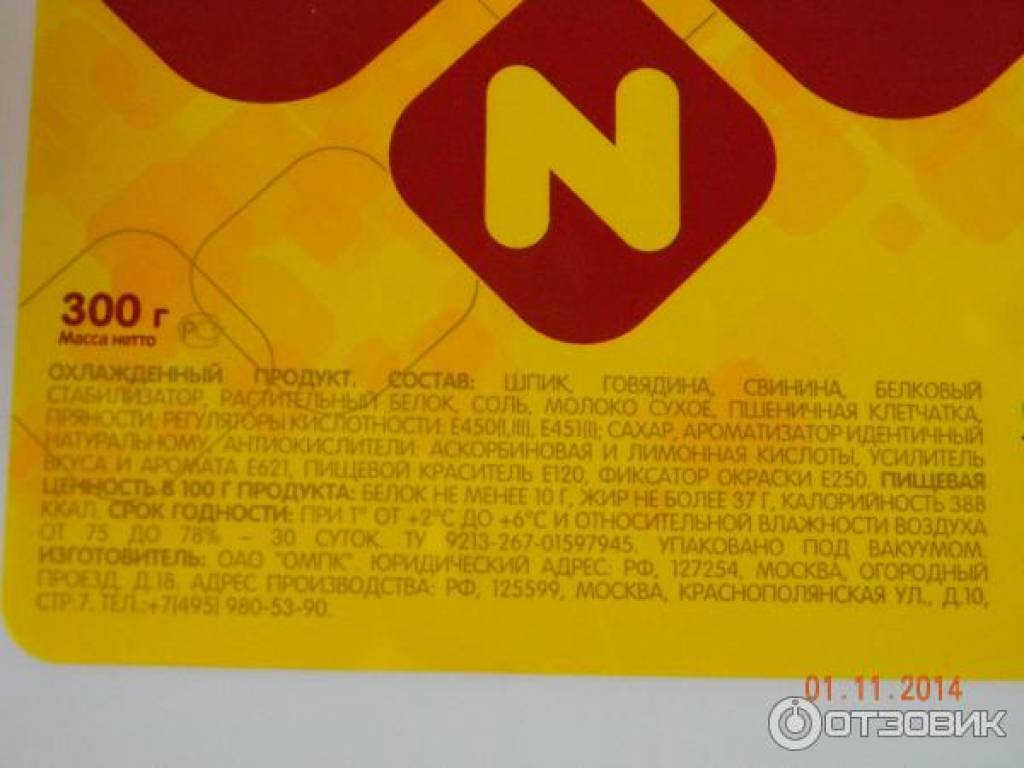 N
300 г
Масса нетто
РС
ОХЛАЖДЕННЫЙ ПРОДУКТ. СОСТАВ: ШПИК, ГОВЯДИНА, СВИНИНА, БЕЛКОВЫЙ
СТАБИЛИЗАТОР, РАСТИТЕЛЬНЫЙ БЕЛОК, СОЛЬ, МОЛОКО СУХОЕ, ПШЕНИЧНАЯ КЛЕТЧАТКА,
ПРЯНОСТИ, РЕГУЛЯТОРЫ КИСЛОТНОСТИ: Е450(I,III), Е451(I); САХАР, АРОМАТИЗАТОР ИДЕНТИЧНЫЙ
НАТУРАЛЬНОМУ, АНТИОКИСЛИТЕЛИ: АСКОРБИНОВАЯ И ЛИМОННАЯ КИСЛОТЫ, УСИЛИТЕЛЬ
ВКУСА И АРОМАТА Е621, ПИЩЕВОЙ КРАСИТЕЛЬ Е120, ФИКСАТОР ОКРАСКИ Е250. ПИЩЕВАЯ
ЦЕННОСТЬ В 100 Г ПРОДУКТА: БЕЛОК НЕ МЕНЕЕ 10 Г, ЖИР НЕ БОЛЕЕ 37 Г, КАЛОРИЙНОСТЬ 388
ККАЛ. СРОК ГОДНОСТИ: ПРИ Т° ОТ +2°С ДО +6°С И ОТНОСИТЕЛЬНОЙ ВЛАЖНОСТИ ВОЗДУХА
ОТ 75 ДО 78% – 30 СУТОК. ТУ 9213-267-01597945. УПАКОВАНО ПОД ВАКУУМОМ.
ИЗГОТОВИТЕЛЬ: ОАО "ОМПК". ЮРИДИЧЕСКИЙ АДРЕС: РФ, 127254, МОСКВА, ОГОРОДНЫЙ
ПРОЕЗД, Д.18. АДРЕС ПРОИЗВОДСТВА: РФ, 125599, МОСКВА, КРАСНОПОЛЯНСКАЯ УЛ., Д.10,
СТР.7. ТЕЛ.:+7(495) 980-53-90.
01.11.2014
ОТЗОВИК